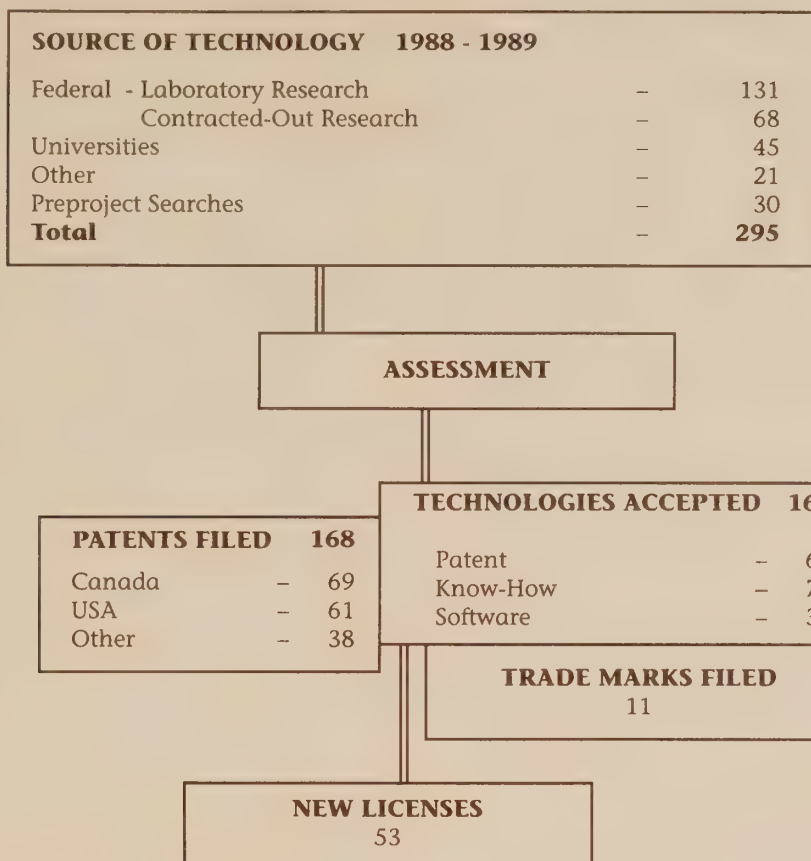 SOURCE OF TECHNOLOGY 1988 - 1989
Federal - Laboratory Research – 131
Contracted-Out Research – 68
Universities – 45
Other – 21
Preproject Searches – 30
Total – 295
ASSESSMENT
PATENTS FILED 168
Canada – 69
USA – 61
Other – 38
TECHNOLOGIES ACCEPTED
Patent –
Know-How –
Software –
TRADE MARKS FILED
11
NEW LICENSES
53